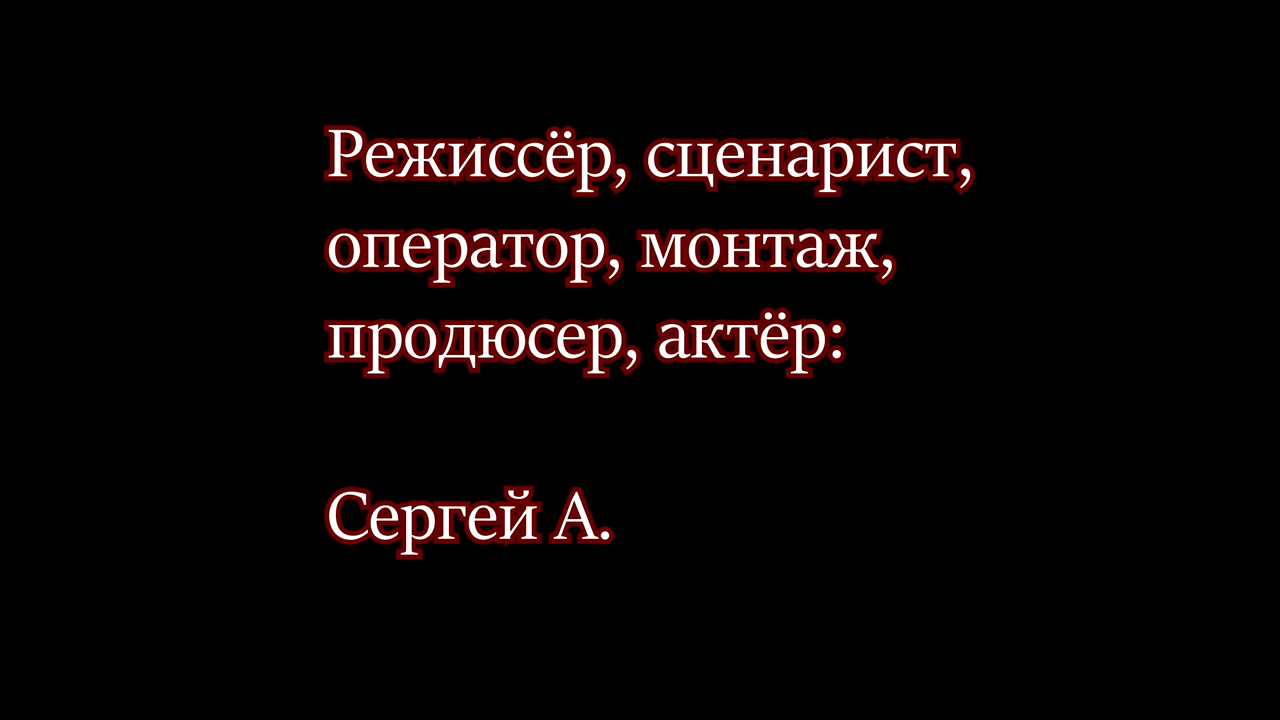 Режиссёр, сценарист,
оператор, монтаж,
продюсер, актёр:
Сергей А.